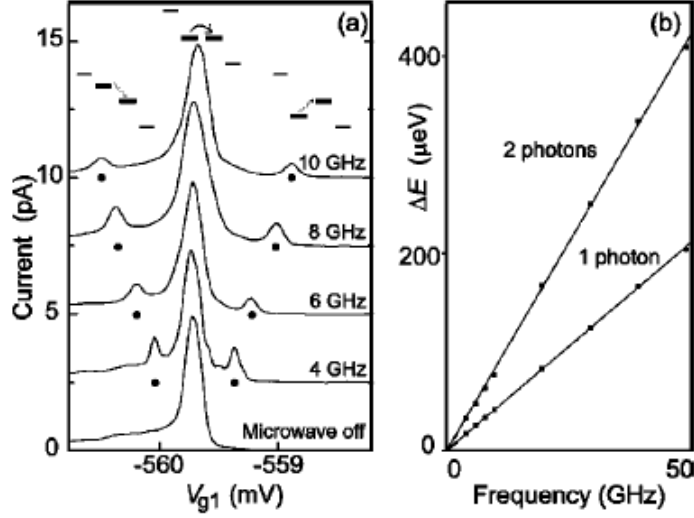 (a)
15
10 GHz
10
8 GHz
6 GHz
5
4 GHz
Microwave off
0
-560
-559
Current (pA)
Vg1 (mV)
(b)
400
2 photons
1 photon
200
0
0
50
ΔE (μeV)
Frequency (GHz)